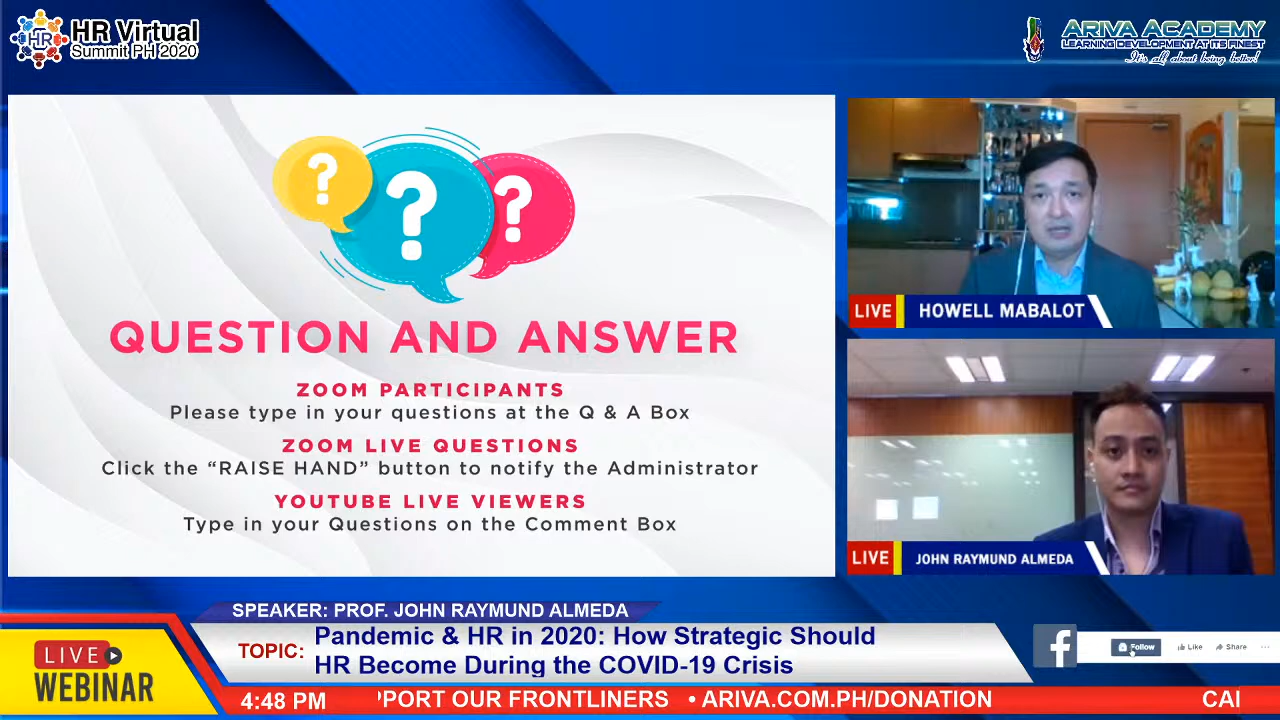 HR Virtual
Summit PH 2020
HR
ARIVA ACADEMY
LEARNING DEVELOPMENT AT ITS FINEST
It's all about being better!
? ? ?
QUESTION AND ANSWER
ZOOM PARTICIPANTS
Please type in your questions at the Q & A Box
ZOOM LIVE QUESTIONS
Click the “RAISE HAND” button to notify the Administrator
YOUTUBE LIVE VIEWERS
Type in your Questions on the Comment Box
LIVE HOWELL MABALOT
LIVE JOHN RAYMUND ALMEDA
SPEAKER: PROF. JOHN RAYMUND ALMEDA
TOPIC: Pandemic & HR in 2020: How Strategic Should
HR Become During the COVID-19 Crisis
LIVE
WEBINAR
f Follow Like Share ...
4:48 PM PORT OUR FRONTLINERS • ARIVA.COM.PH/DONATION CAI